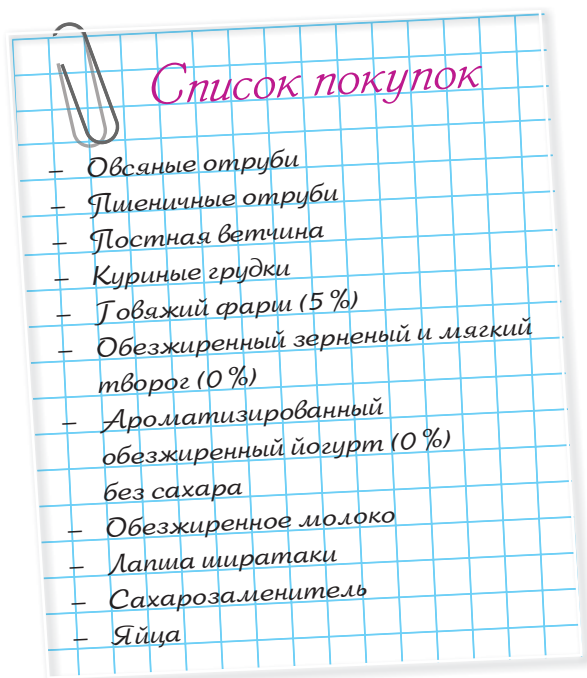 Список покупок
– Овсяные отруби
– Пшеничные отруби
– Постная ветчина
– Куриные грудки
– Говяжий фарш (5 %)
– Обезжиренный зерненый и мягкий
творог (0 %)
– Ароматизированный
обезжиренный йогурт (0 %)
без сахара
– Обезжиренное молоко
– Лапша ширатаки
– Сахарозаменитель
– Яйца